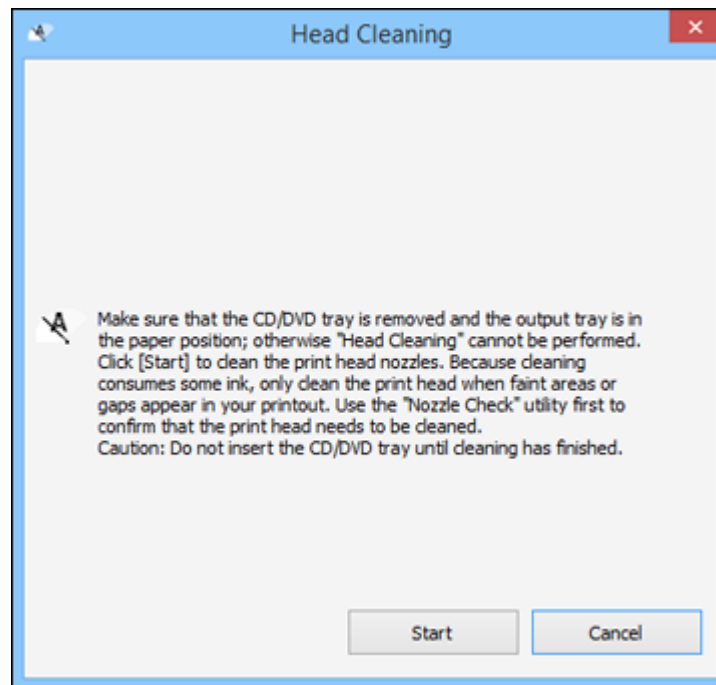 Head Cleaning
Make sure that the CD/DVD tray is removed and the output tray is in
the paper position; otherwise "Head Cleaning" cannot be performed.
Click [Start] to clean the print head nozzles. Because cleaning
consumes some ink, only clean the print head when faint areas or
gaps appear in your printout. Use the "Nozzle Check" utility first to
confirm that the print head needs to be cleaned.
Caution: Do not insert the CD/DVD tray until cleaning has finished.
Start Cancel